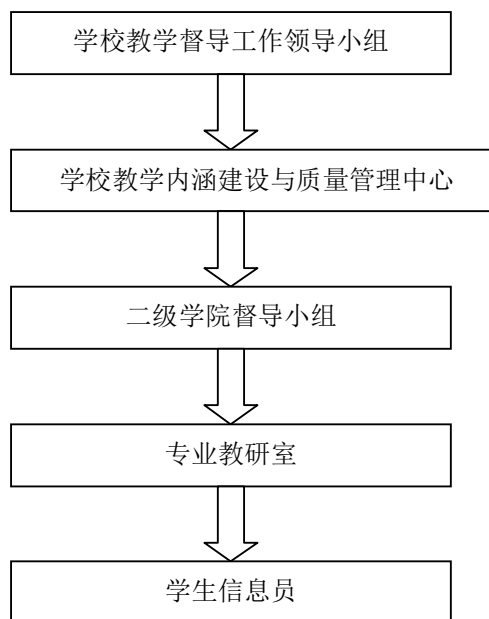 学校教学督导工作领导小组
学校教学内涵建设与质量管理中心
二级学院督导小组
专业教研室
学生信息员